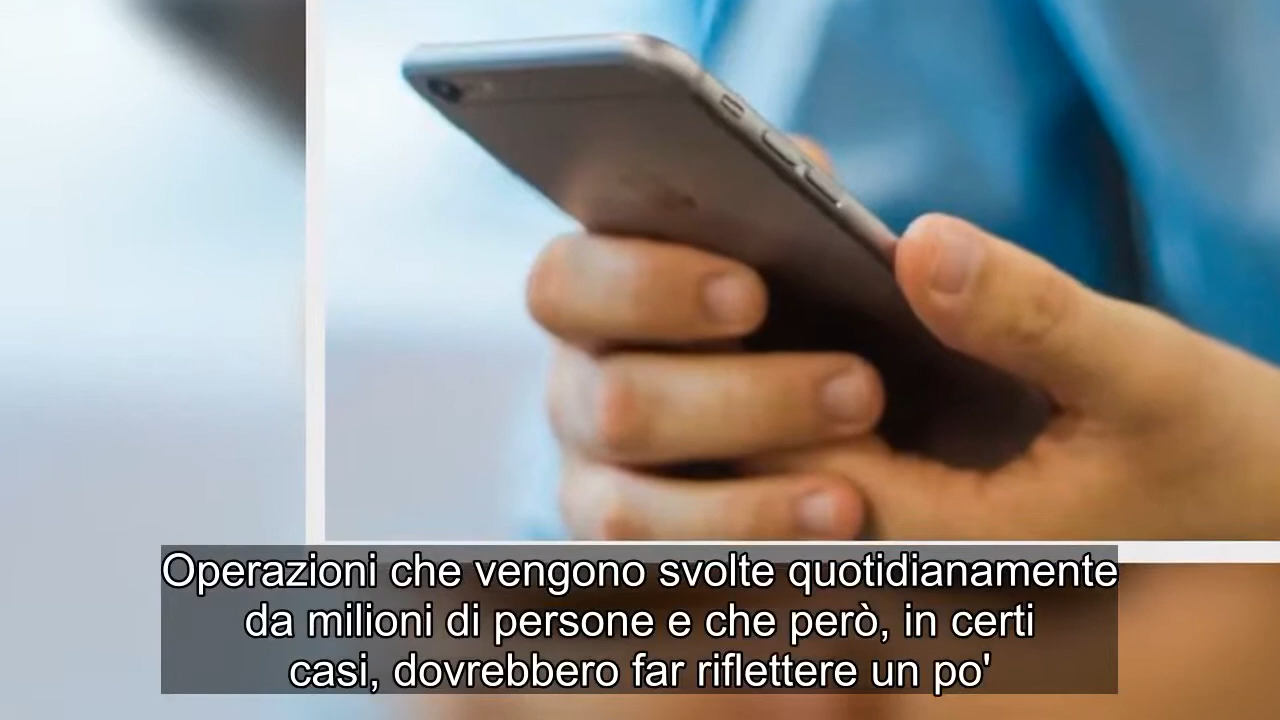 Operazioni che vengono svolte quotidianamente
da milioni di persone e che però, in certi
casi, dovrebbero far riflettere un po'